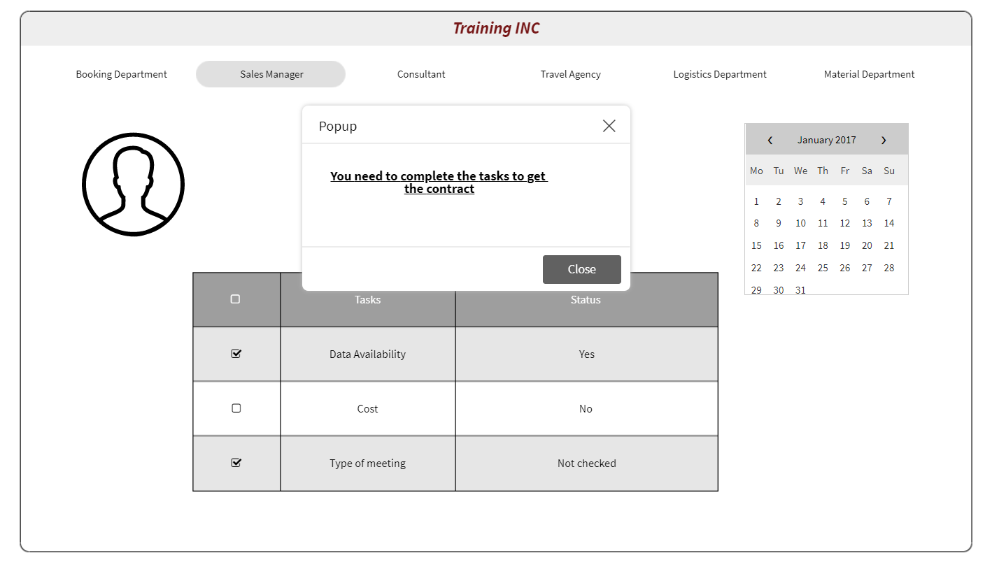 Training INC
Booking Department Sales Manager Consultant Travel Agency Logistics Department Material Department
Popup
You need to complete the tasks to get
the contract
Close
January 2017
Mo Tu We Th Fr Sa Su
1 2 3 4 5 6 7
8 9 10 11 12 13 14
15 16 17 18 19 20 21
22 23 24 25 26 27 28
29 30 31
Tasks Status
Data Availability Yes
Cost No
Type of meeting Not checked